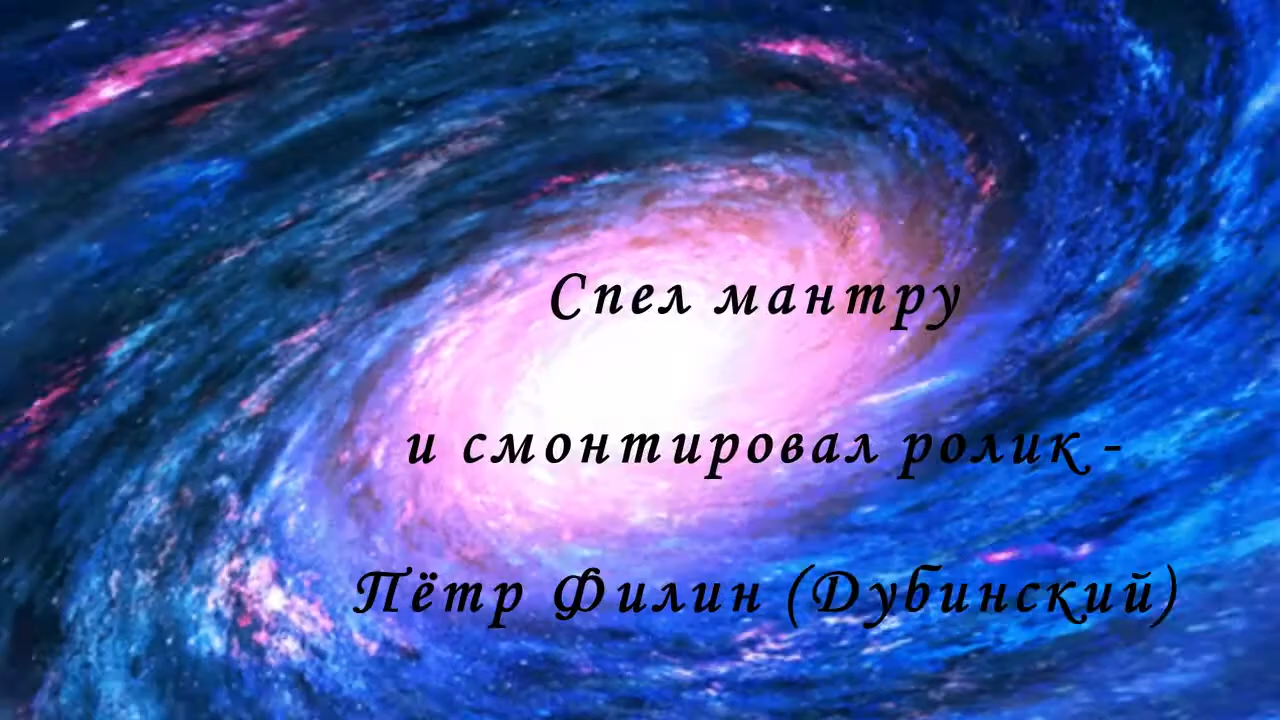 Спел мантру
и смонтировал ролик -
Пётр Филин (Дубинский)